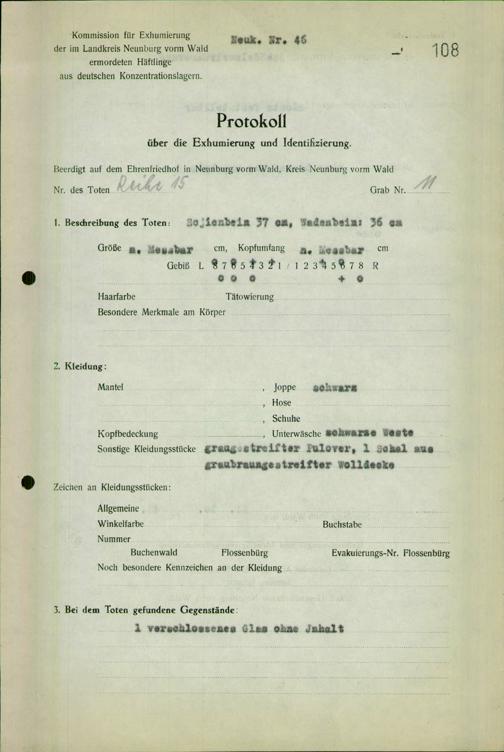 Kommission für Exhumierung
der im Landkreis Neunburg vorm Wald
ermordeten Häftlinge
aus deutschen Konzentrationslagern.
Neuk. Nr. 46
108
Protokoll
über die Exhumierung und Identifizierung.
Beerdigt auf dem Ehrenfriedhof in Neunburg vorm Wald, Kreis Neunburg vorm Wald
Nr. des Toten Reihe 15 Grab Nr. 11
1. Beschreibung des Toten: Schienbein 37 cm, Wadenbein: 36 cm
Größe n. Messbar cm, Kopfumfang n. Messbar cm
Gebiß L 8 7 6 5 4 3 2 1 / 1 2 3 4 5 6 7 8 R
o o o + o
Haarfarbe Tätowierung
Besondere Merkmale am Körper
2. Kleidung:
Mantel , Joppe schwarz
, Hose
, Schuhe
Kopfbedeckung , Unterwäsche schwarze Weste
Sonstige Kleidungsstücke graugestreifter Pulover, 1 Schal aus
graubraungestreifter Wolldecke
Zeichen an Kleidungsstücken:
Allgemeine
Winkelfarbe Buchstabe
Nummer
Buchenwald Flossenbürg Evakuierungs-Nr. Flossenbürg
Noch besondere Kennzeichen an der Kleidung
3. Bei dem Toten gefundene Gegenstände:
1 verschlossenes Glas ohne Jnhalt